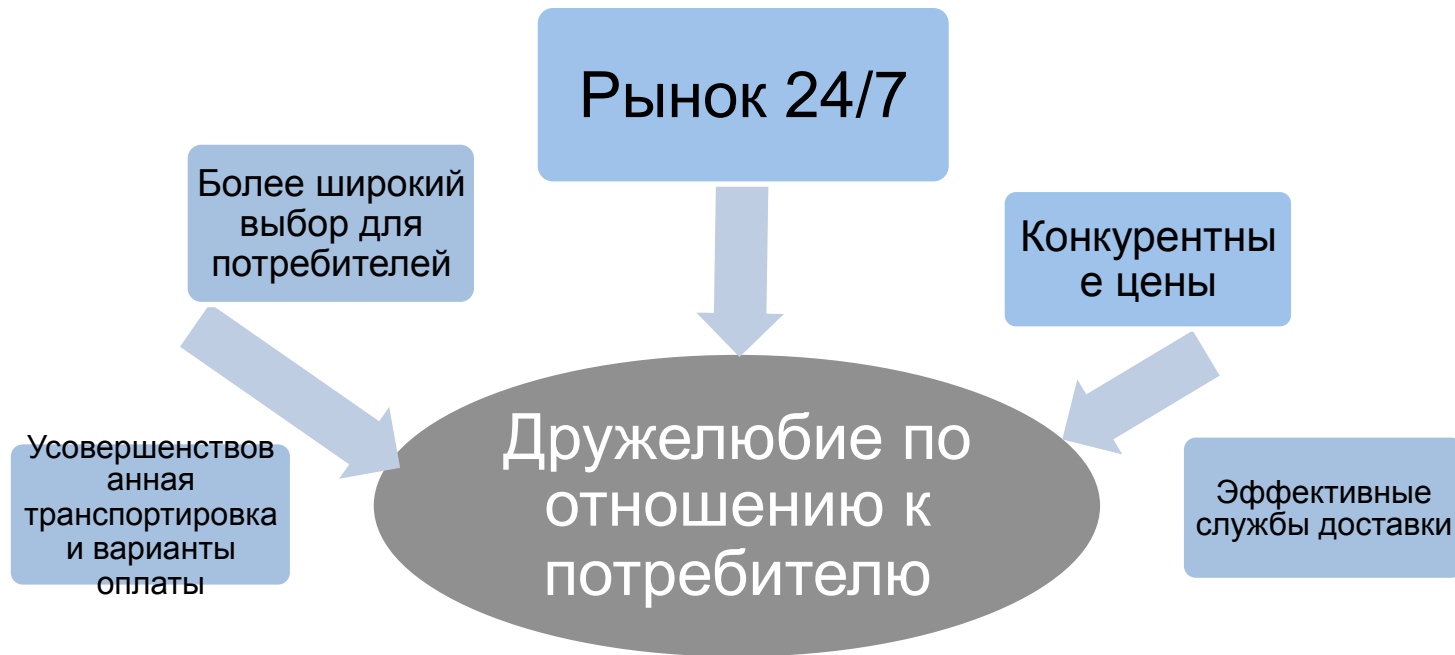 Рынок 24/7
Более широкий
выбор для
потребителей
Конкурентны
е цены
Усовершенствов
анная
транспортировка
и варианты
оплаты
Дружелюбие по
отношению к
потребителю
Эффективные
службы доставки